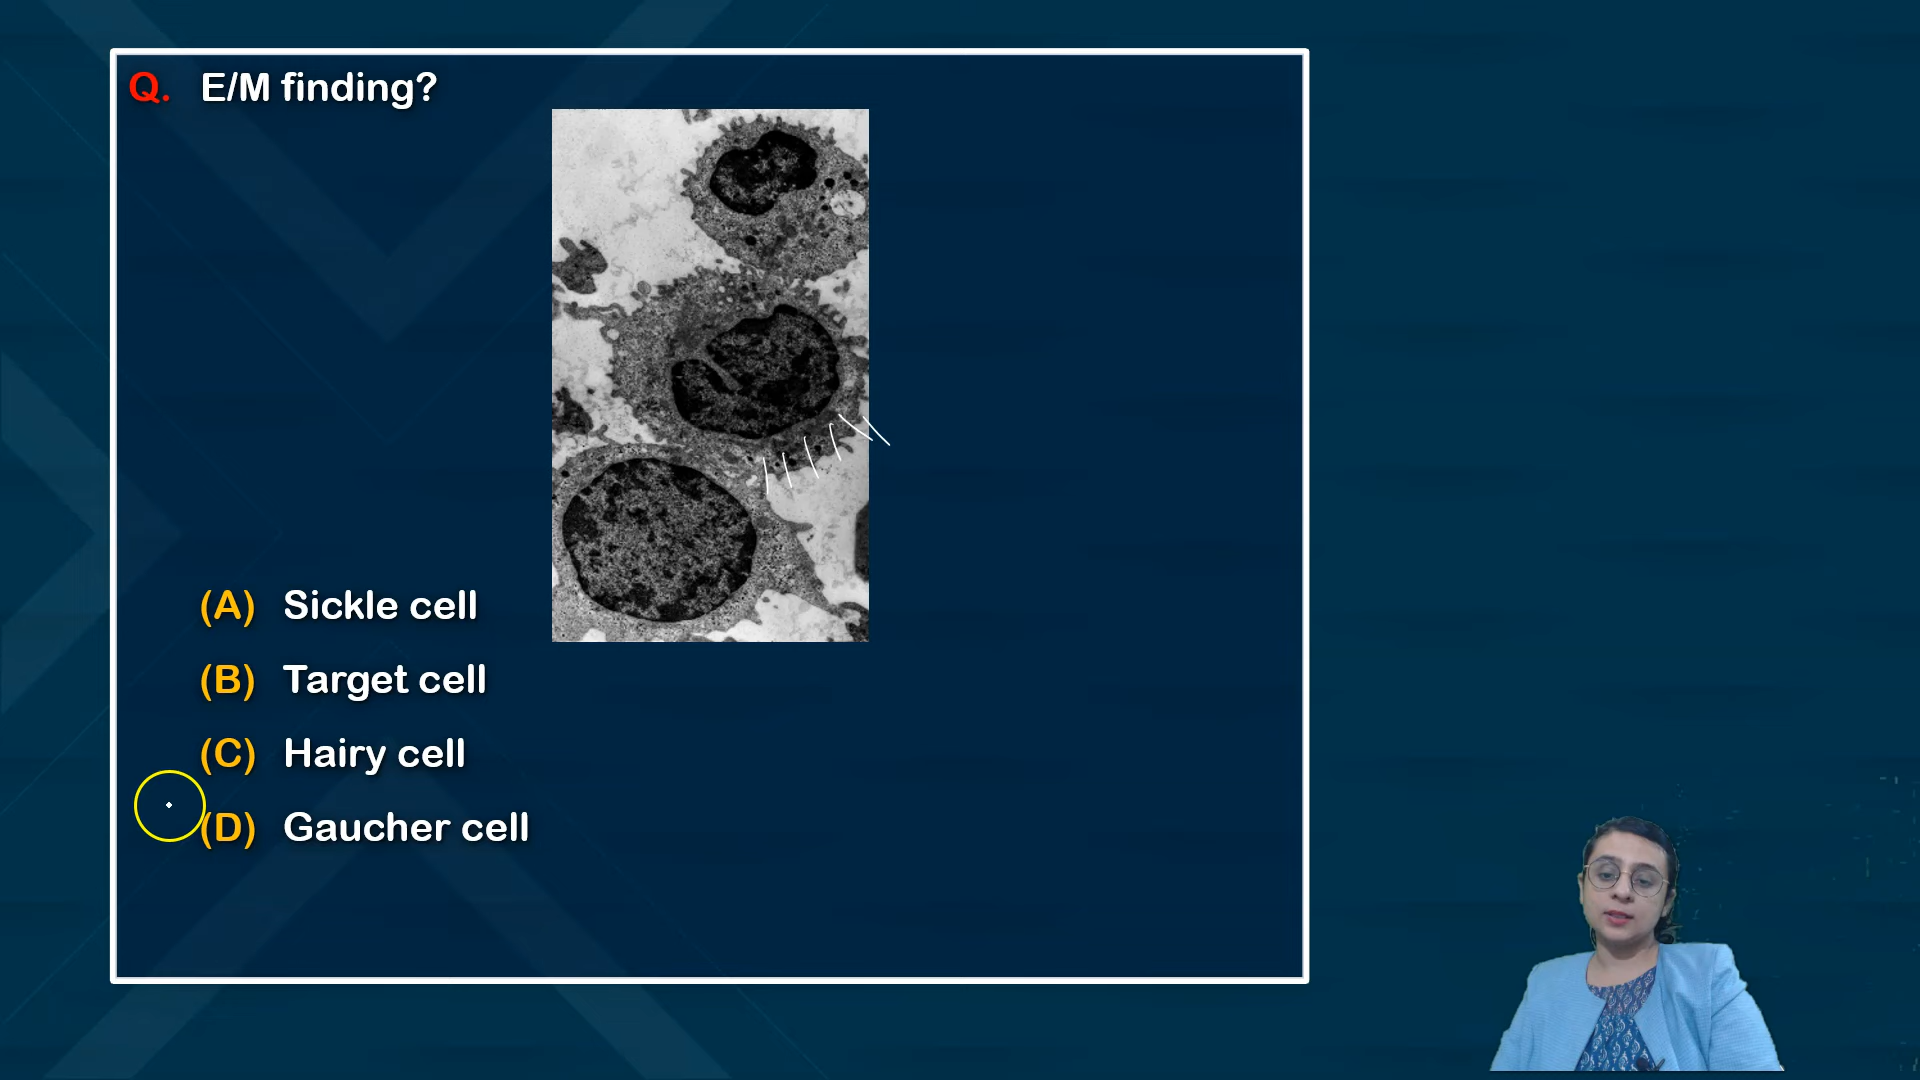 Q. E/M finding?
(A) Sickle cell
(B) Target cell
(C) Hairy cell
(D) Gaucher cell